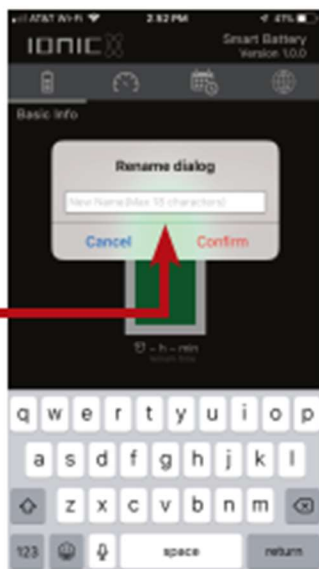 AT&T Wi-Fi 2:52 PM 47%
IONIC Smart Battery
Version 1.0.0
Basic Info
Rename dialog
New Name(Max 18 characters)
Cancel Confirm
- h - min
q w e r t y u i o p
a s d f g h j k l
z x c v b n m
123 space return